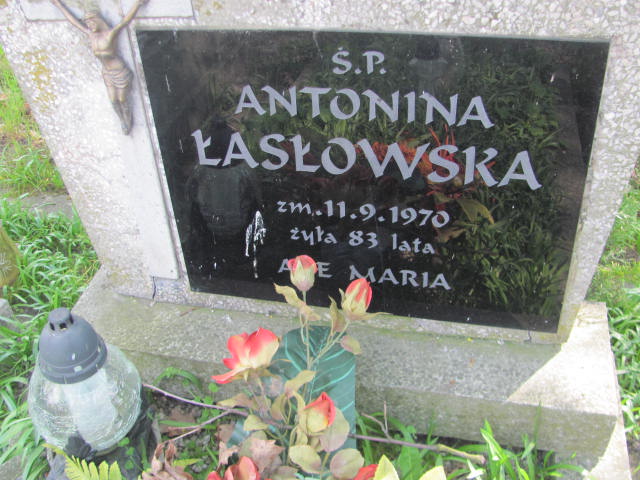 Ś.P.
ANTONINA
ŁASŁOWSKA
zm. 11.9.1970
żyła 83 lata
AVE MARIA